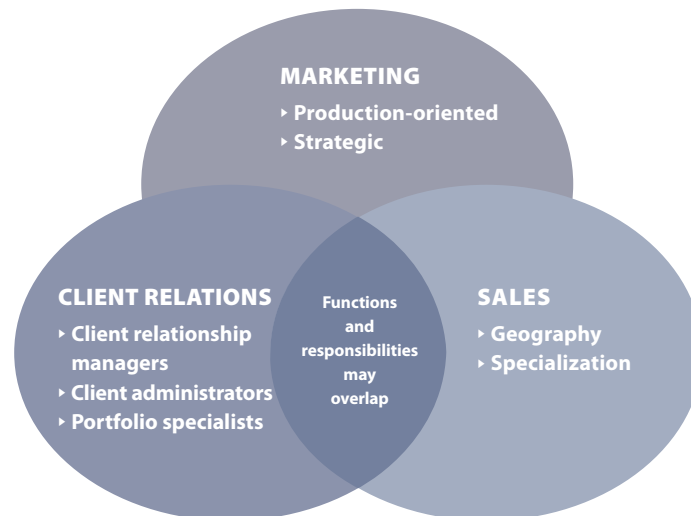 MARKETING
‣ Production-oriented
‣ Strategic
CLIENT RELATIONS
‣ Client relationship
managers
‣ Client administrators
‣ Portfolio specialists
Functions
and
responsibilities
may
overlap
SALES
‣ Geography
‣ Specialization